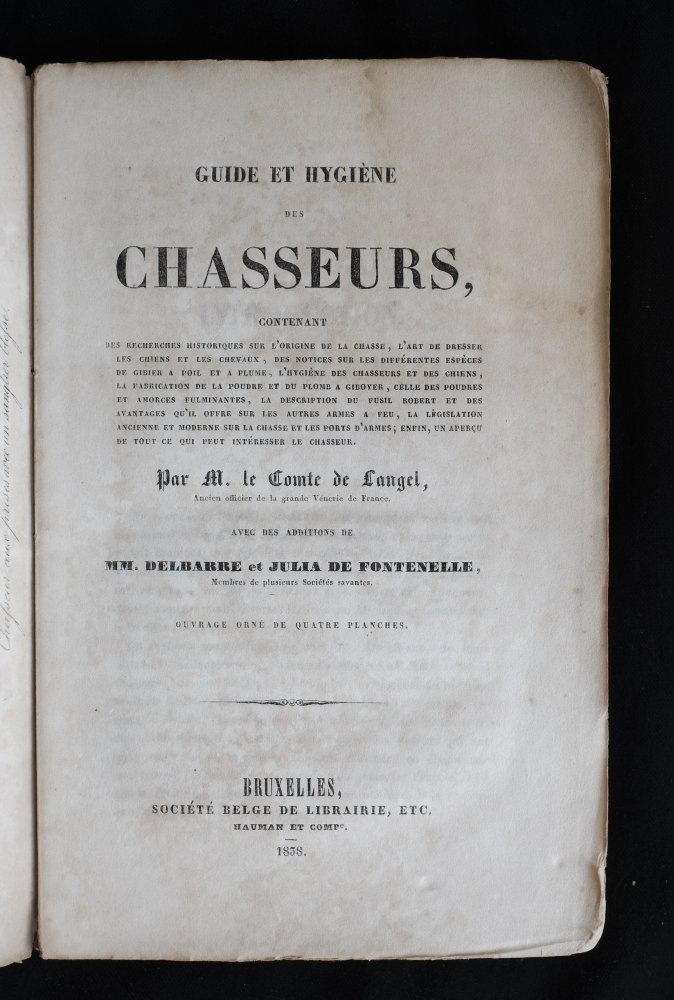 GUIDE ET HYGIÈNE
DES
CHASSEURS,
CONTENANT
DES RECHERCHES HISTORIQUES SUR L'ORIGINE DE LA CHASSE, L'ART DE DRESSER
LES CHIENS ET LES CHEVAUX, DES NOTICES SUR LES DIFFÉRENTES ESPÈCES
DE GIBIER A POIL ET A PLUME, L'HYGIÈNE DES CHASSEURS ET DES CHIENS,
LA FABRICATION DE LA POUDRE ET DU PLOMB A GIBOYER, CELLE DES POUDRES
ET AMORCES FULMINANTES, LA DESCRIPTION DU FUSIL ROBERT ET DES
AVANTAGES QU'IL OFFRE SUR LES AUTRES ARMES A FEU, LA LÉGISLATION
ANCIENNE ET MODERNE SUR LA CHASSE ET LES PORTS D'ARMES; ENFIN, UN APERÇU
DE TOUT CE QUI PEUT INTÉRESSER LE CHASSEUR.
Par M. le Comte de Langel,
Ancien officier de la grande Vénerie de France.
AVEC DES ADDITIONS DE
MM. DELBARRE et JULIA DE FONTENELLE,
Membres de plusieurs Sociétés savantes.
OUVRAGE ORNÉ DE QUATRE PLANCHES.
BRUXELLES,
SOCIÉTÉ BELGE DE LIBRAIRIE, ETC.
HAUMAN ET COMPe.
1838.
Chasseur aux prises avec un sanglier blessé.